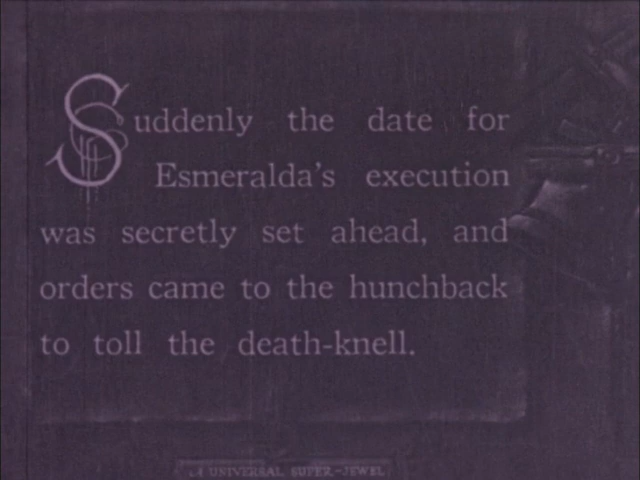 Suddenly the date for
Esmeralda's execution
was secretly set ahead, and
orders came to the hunchback
to toll the death-knell.
A UNIVERSAL SUPER-JEWEL